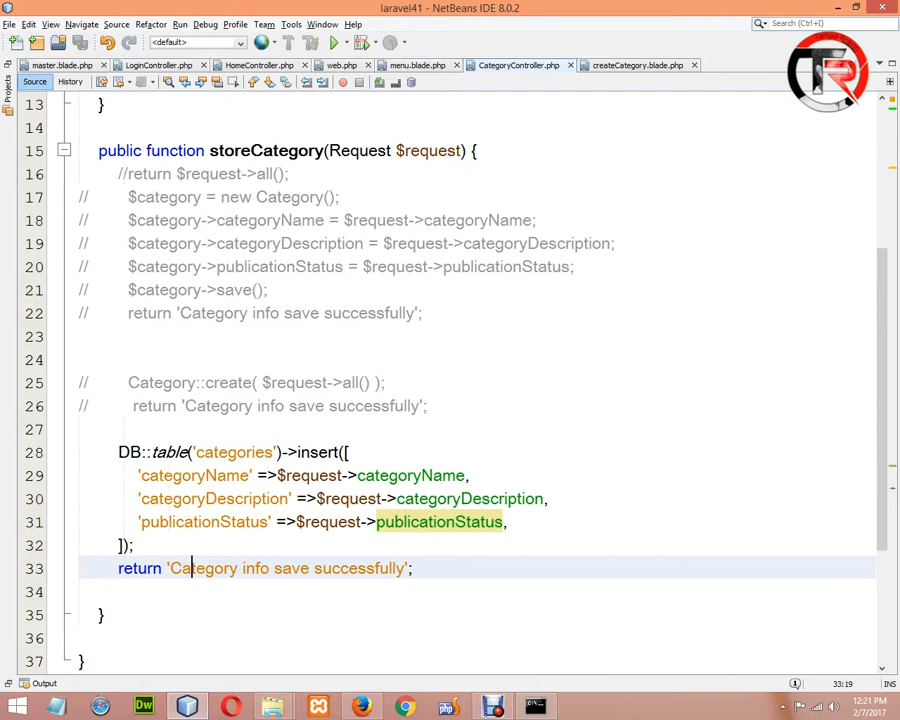 laravel41 - NetBeans IDE 8.0.2
File Edit View Navigate Source Refactor Run Debug Profile Team Tools Window Help
Search (Ctrl+I)
<default>
master.blade.php LoginController.php HomeController.php web.php menu.blade.php CategoryController.php createCategory.blade.php
Source History
Projects
13 }
14
15 public function storeCategory(Request $request) {
16 //return $request->all();
17 // $category = new Category();
18 // $category->categoryName = $request->categoryName;
19 // $category->categoryDescription = $request->categoryDescription;
20 // $category->publicationStatus = $request->publicationStatus;
21 // $category->save();
22 // return 'Category info save successfully';
23
24
25 // Category::create( $request->all() );
26 // return 'Category info save successfully';
27
28 DB::table('categories')->insert([
29 'categoryName' =>$request->categoryName,
30 'categoryDescription' =>$request->categoryDescription,
31 'publicationStatus' =>$request->publicationStatus,
32 ]);
33 return 'Category info save successfully';
34
35 }
36
37 }
Output
33:19 INS
Dw
php
12:21 PM
2/7/2017